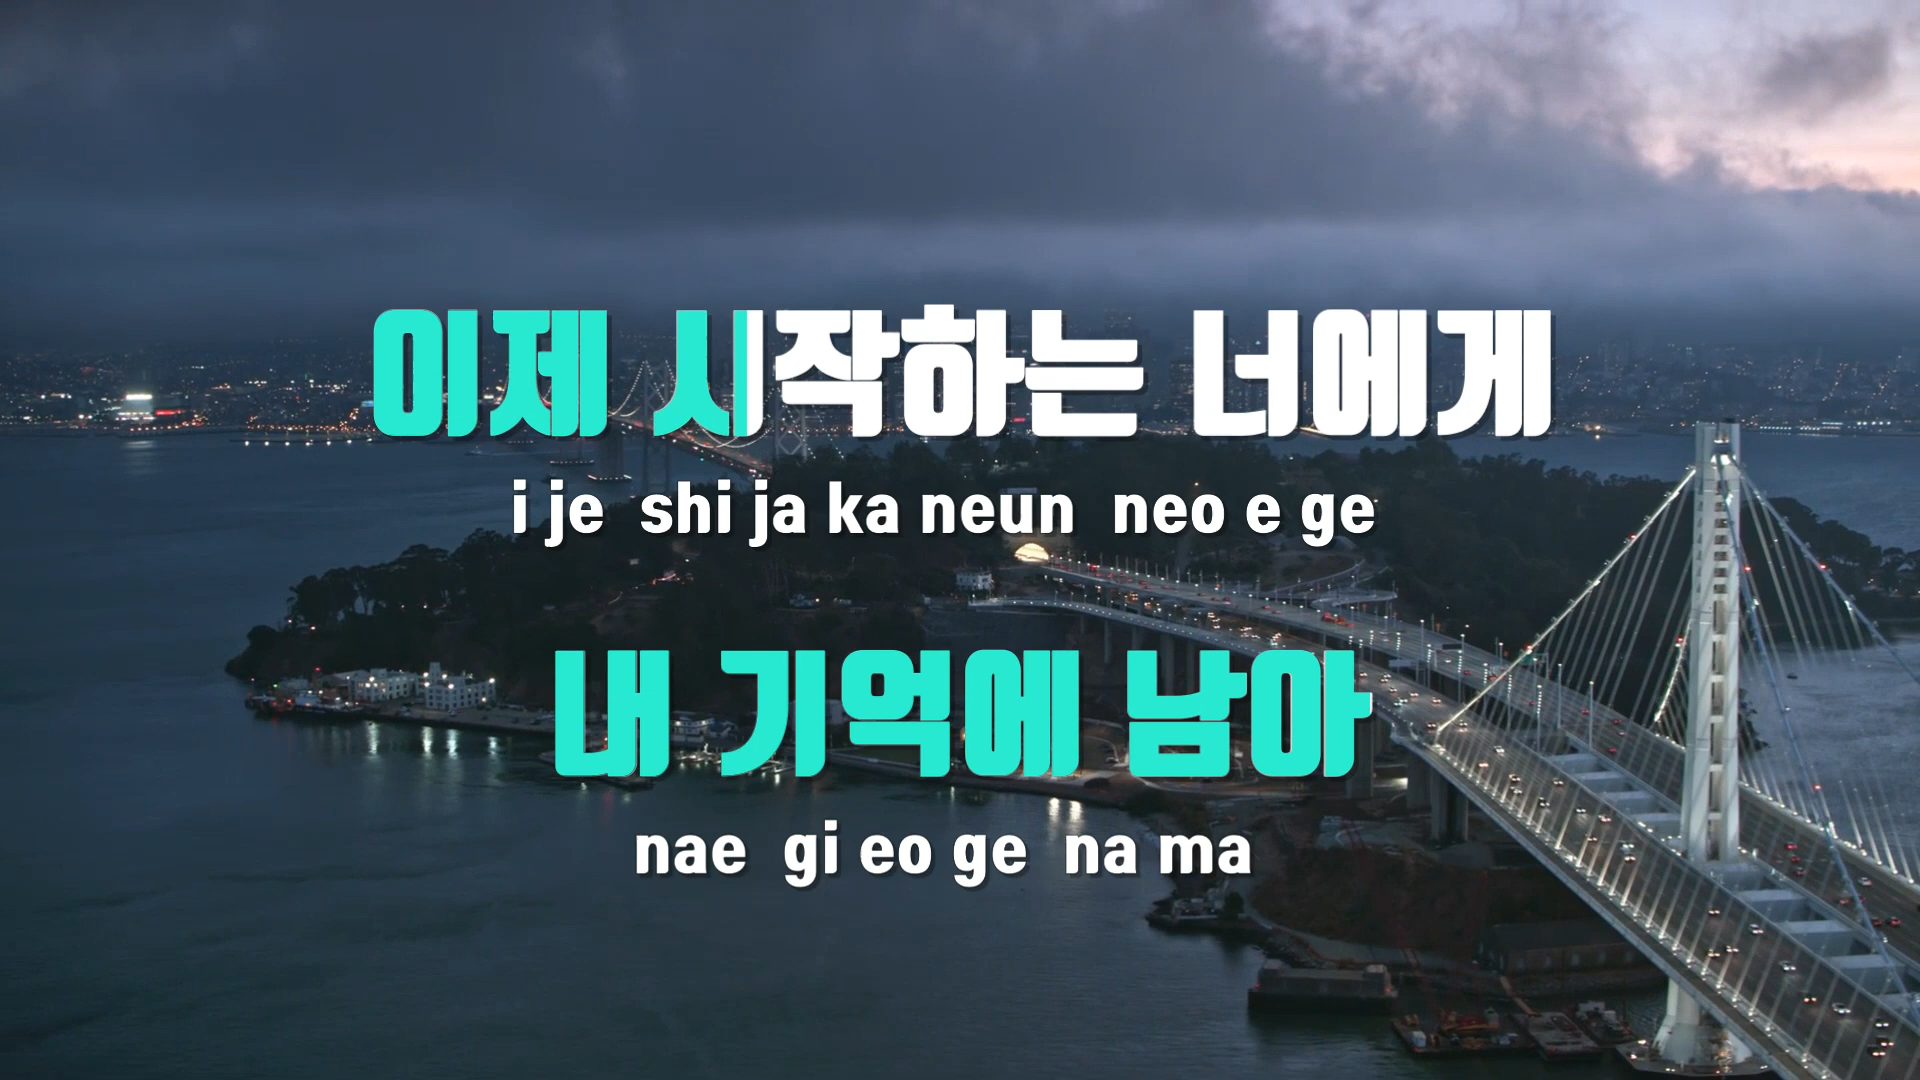 이제 시작하는 너에게
i je shi ja ka neun neo e ge
내 기억에 남아
nae gi eo ge na ma